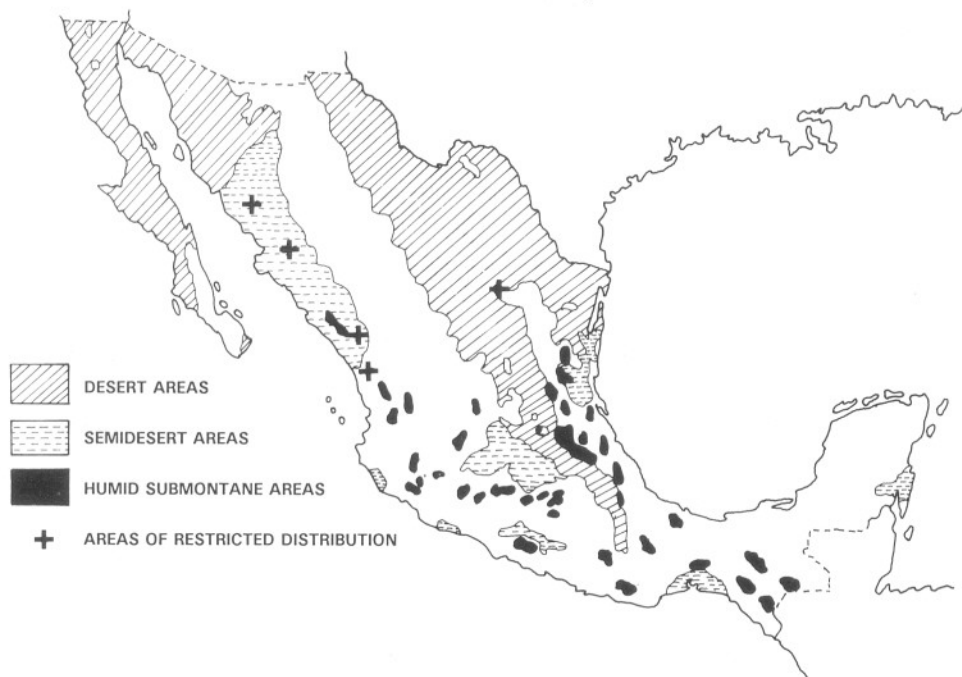 DESERT AREAS
SEMIDESERT AREAS
HUMID SUBMONTANE AREAS
AREAS OF RESTRICTED DISTRIBUTION